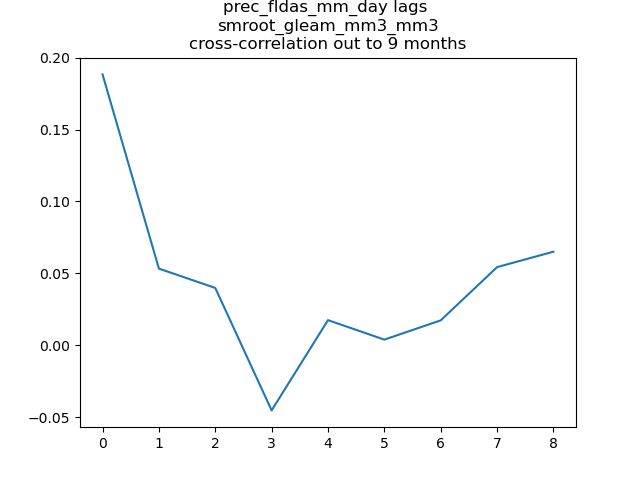 prec_fldas_mm_day lags
smroot_gleam_mm3_mm3
cross-correlation out to 9 months
0.20
0.15
0.10
0.05
0.00
−0.05
0 1 2 3 4 5 6 7 8